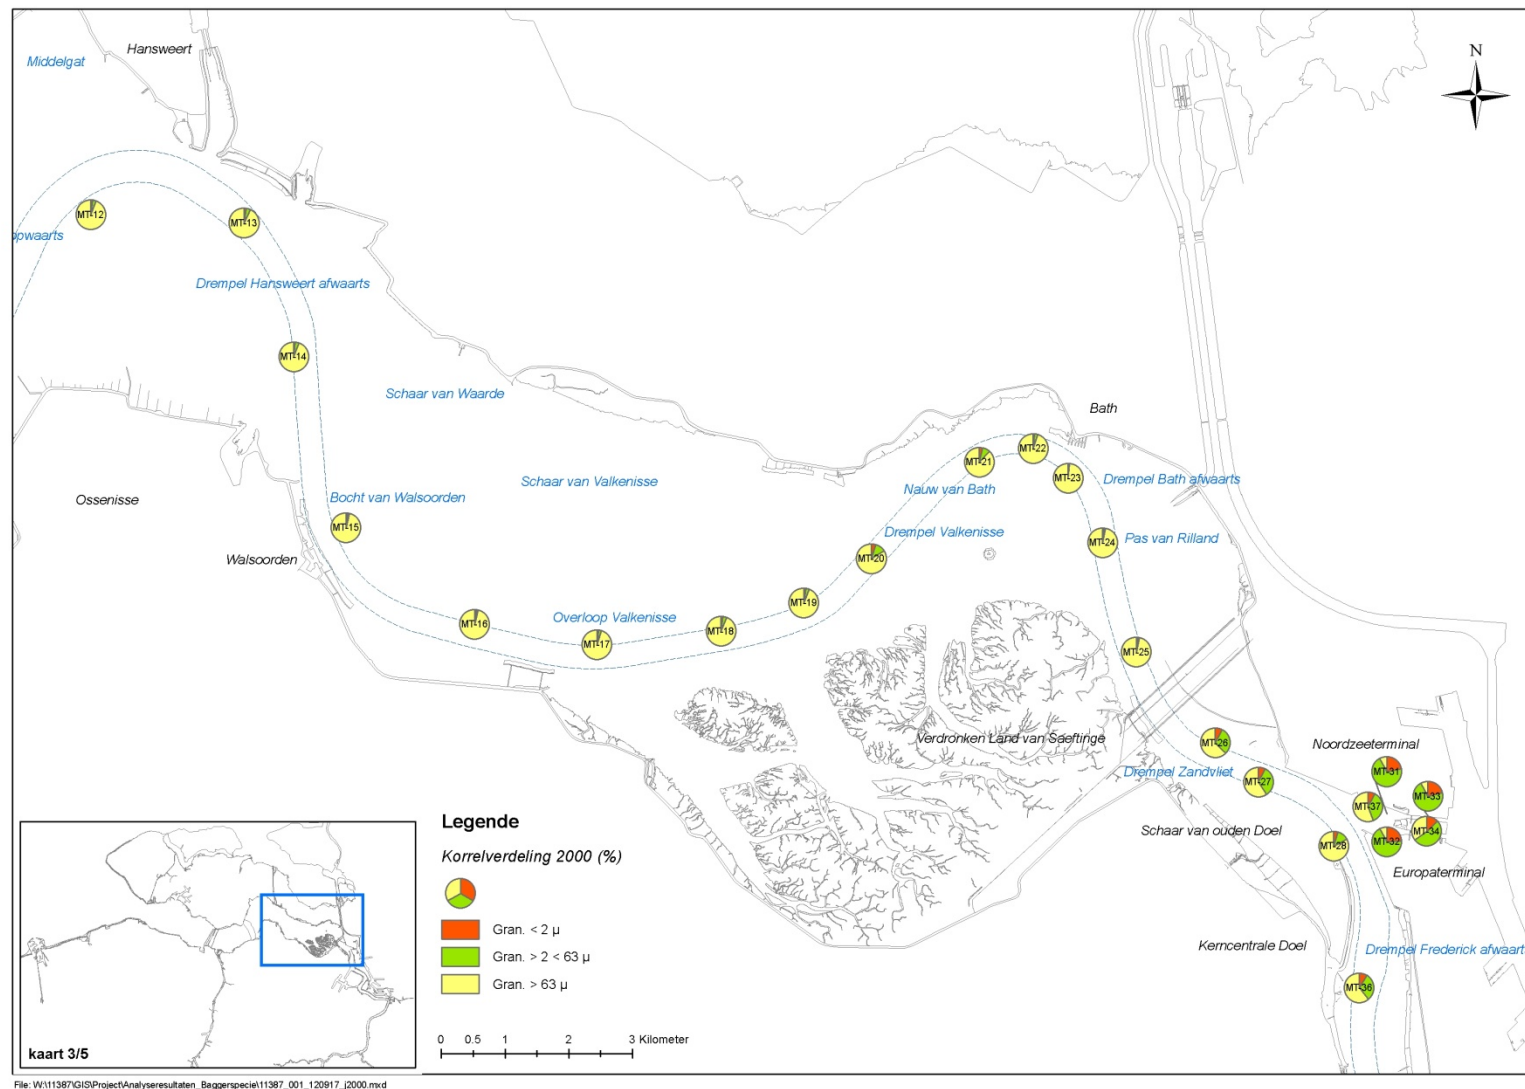 Middelgat
Hansweert
N
MT-12
MT-13
opwaarts
Drempel Hansweert afwaarts
MT-14
Schaar van Waarde
Bath
MT-22
MT-21
MT-23
Schaar van Valkenisse
Nauw van Bath
Drempel Bath afwaarts
Ossenisse
Bocht van Walsoorden
MT-15
Drempel Valkenisse
Pas van Rilland
MT-24
Walsoorden
MT-20
MT-19
Overloop Valkenisse
MT-16
MT-18
MT-17
MT-25
Verdronken Land van Saeftinge
MT-26
Noordzeeterminal
Drempel Zandvliet
MT-31
MT-27
MT-33
MT-37
Schaar van ouden Doel
MT-34
MT-32
MT-28
Europaterminal
Kerncentrale Doel
Drempel Frederick afwaarts
MT-36
Legende
Korrelverdeling 2000 (%)
Gran. < 2 µ
Gran. > 2 < 63 µ
Gran. > 63 µ
0 0.5 1 2 3 Kilometer
kaart 3/5
File: W:\11387\GIS\Project\Analyseresultaten_Baggerspecie\11387_001_120917_j2000.mxd